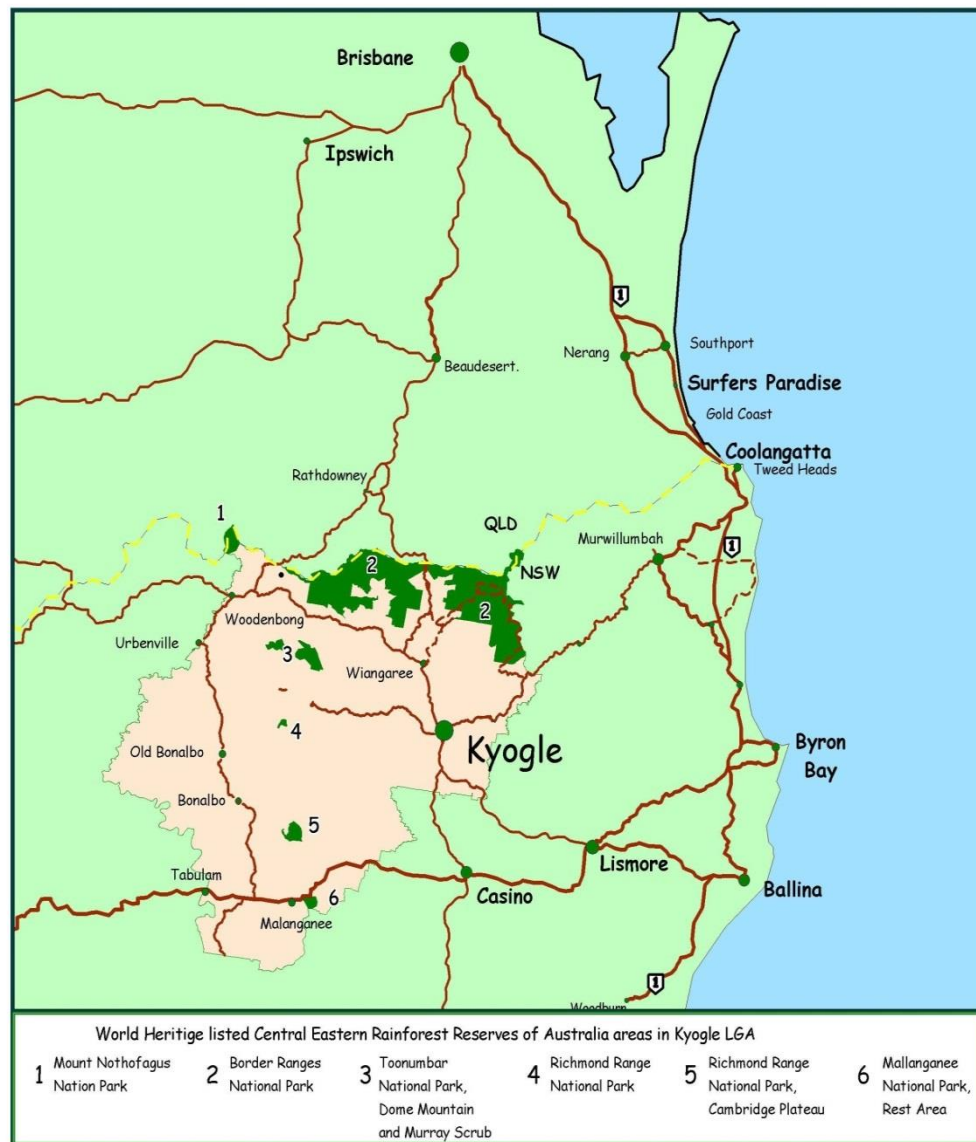 Brisbane
Ipswich
1
Beaudesert.
Nerang
Southport
Surfers Paradise
Gold Coast
Coolangatta
Tweed Heads
Rathdowney
1
QLD
NSW
Murwillumbah
1
2
2
Woodenbong
Urbenville
3
Wiangaree
4
Kyogle
Old Bonalbo
Byron
Bay
Bonalbo
5
Lismore
Tabulam
Casino
Ballina
6
Malanganee
1
Woodburn
World Heritige listed Central Eastern Rainforest Reserves of Australia areas in Kyogle LGA
1 Mount Nothofagus
Nation Park
2 Border Ranges
National Park
3 Toonumbar
National Park,
Dome Mountain
and Murray Scrub
4 Richmond Range
National Park
5 Richmond Range
National Park,
Cambridge Plateau
6 Mallanganee
National Park,
Rest Area